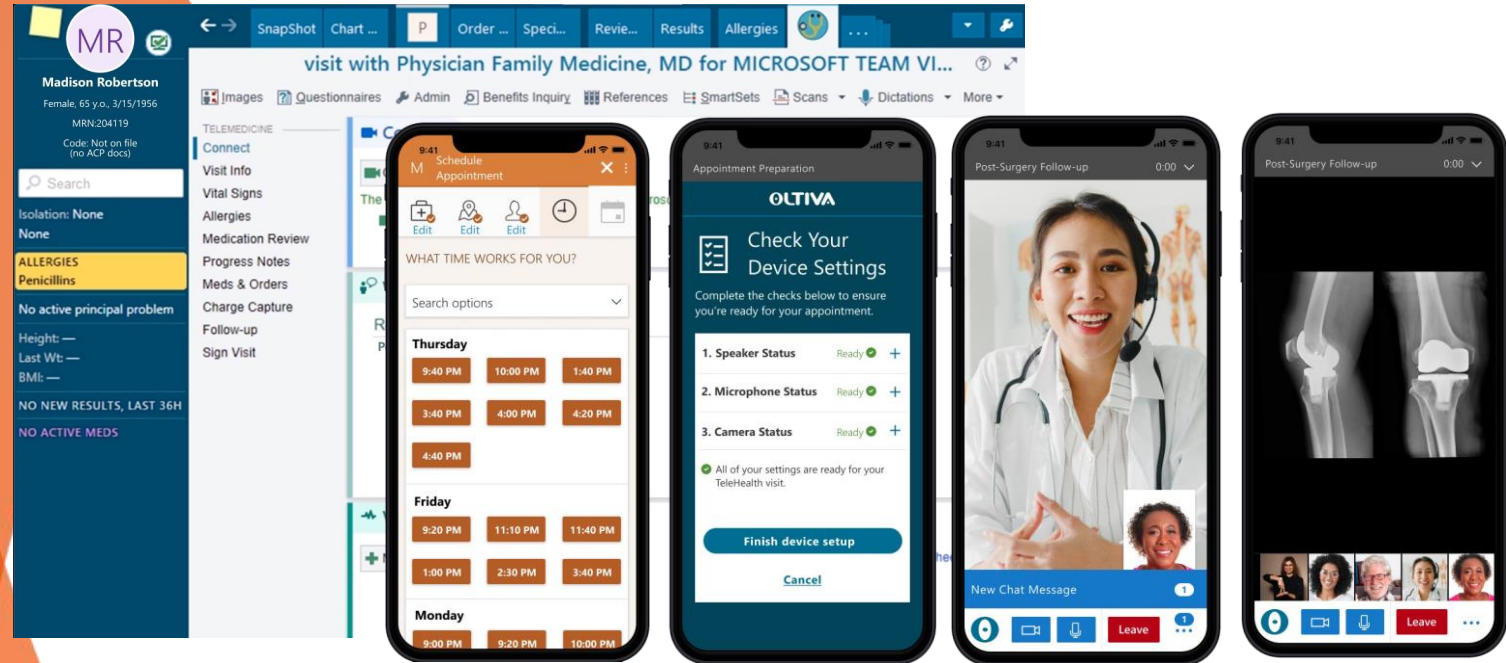 MR
Madison Robertson
Female, 65 y.o., 3/15/1956
MRN:204119
Code: Not on file
(no ACP docs)
Search
Isolation: None
None
ALLERGIES
Penicillins
No active principal problem
Height: —
Last Wt: —
BMI: —
NO NEW RESULTS, LAST 36H
NO ACTIVE MEDS
SnapShot Chart ... P Order ... Speci... Revie... Results Allergies ...
visit with Physician Family Medicine, MD for MICROSOFT TEAM VI...
Images Questionnaires Admin Benefits Inquiry References SmartSets Scans Dictations More
TELEMEDICINE
Connect
Visit Info
Vital Signs
Allergies
Medication Review
Progress Notes
Meds & Orders
Charge Capture
Follow-up
Sign Visit
The
9:41
M Schedule
Appointment
Edit Edit Edit
WHAT TIME WORKS FOR YOU?
Search options
Thursday
9:40 PM 10:00 PM 1:40 PM
3:40 PM 4:00 PM 4:20 PM
4:40 PM
Friday
9:20 PM 11:10 PM 11:40 PM
1:00 PM 2:30 PM 3:40 PM
Monday
9:00 PM 9:20 PM 10:00 PM
9:41
Appointment Preparation
OLTIVA
Check Your
Device Settings
Complete the checks below to ensure
you're ready for your appointment.
1. Speaker Status Ready +
2. Microphone Status Ready +
3. Camera Status Ready +
All of your settings are ready for your
TeleHealth visit.
Finish device setup
Cancel
9:41
Post-Surgery Follow-up 0:00
New Chat Message 1
Leave 1
9:41
Post-Surgery Follow-up 0:00
Leave